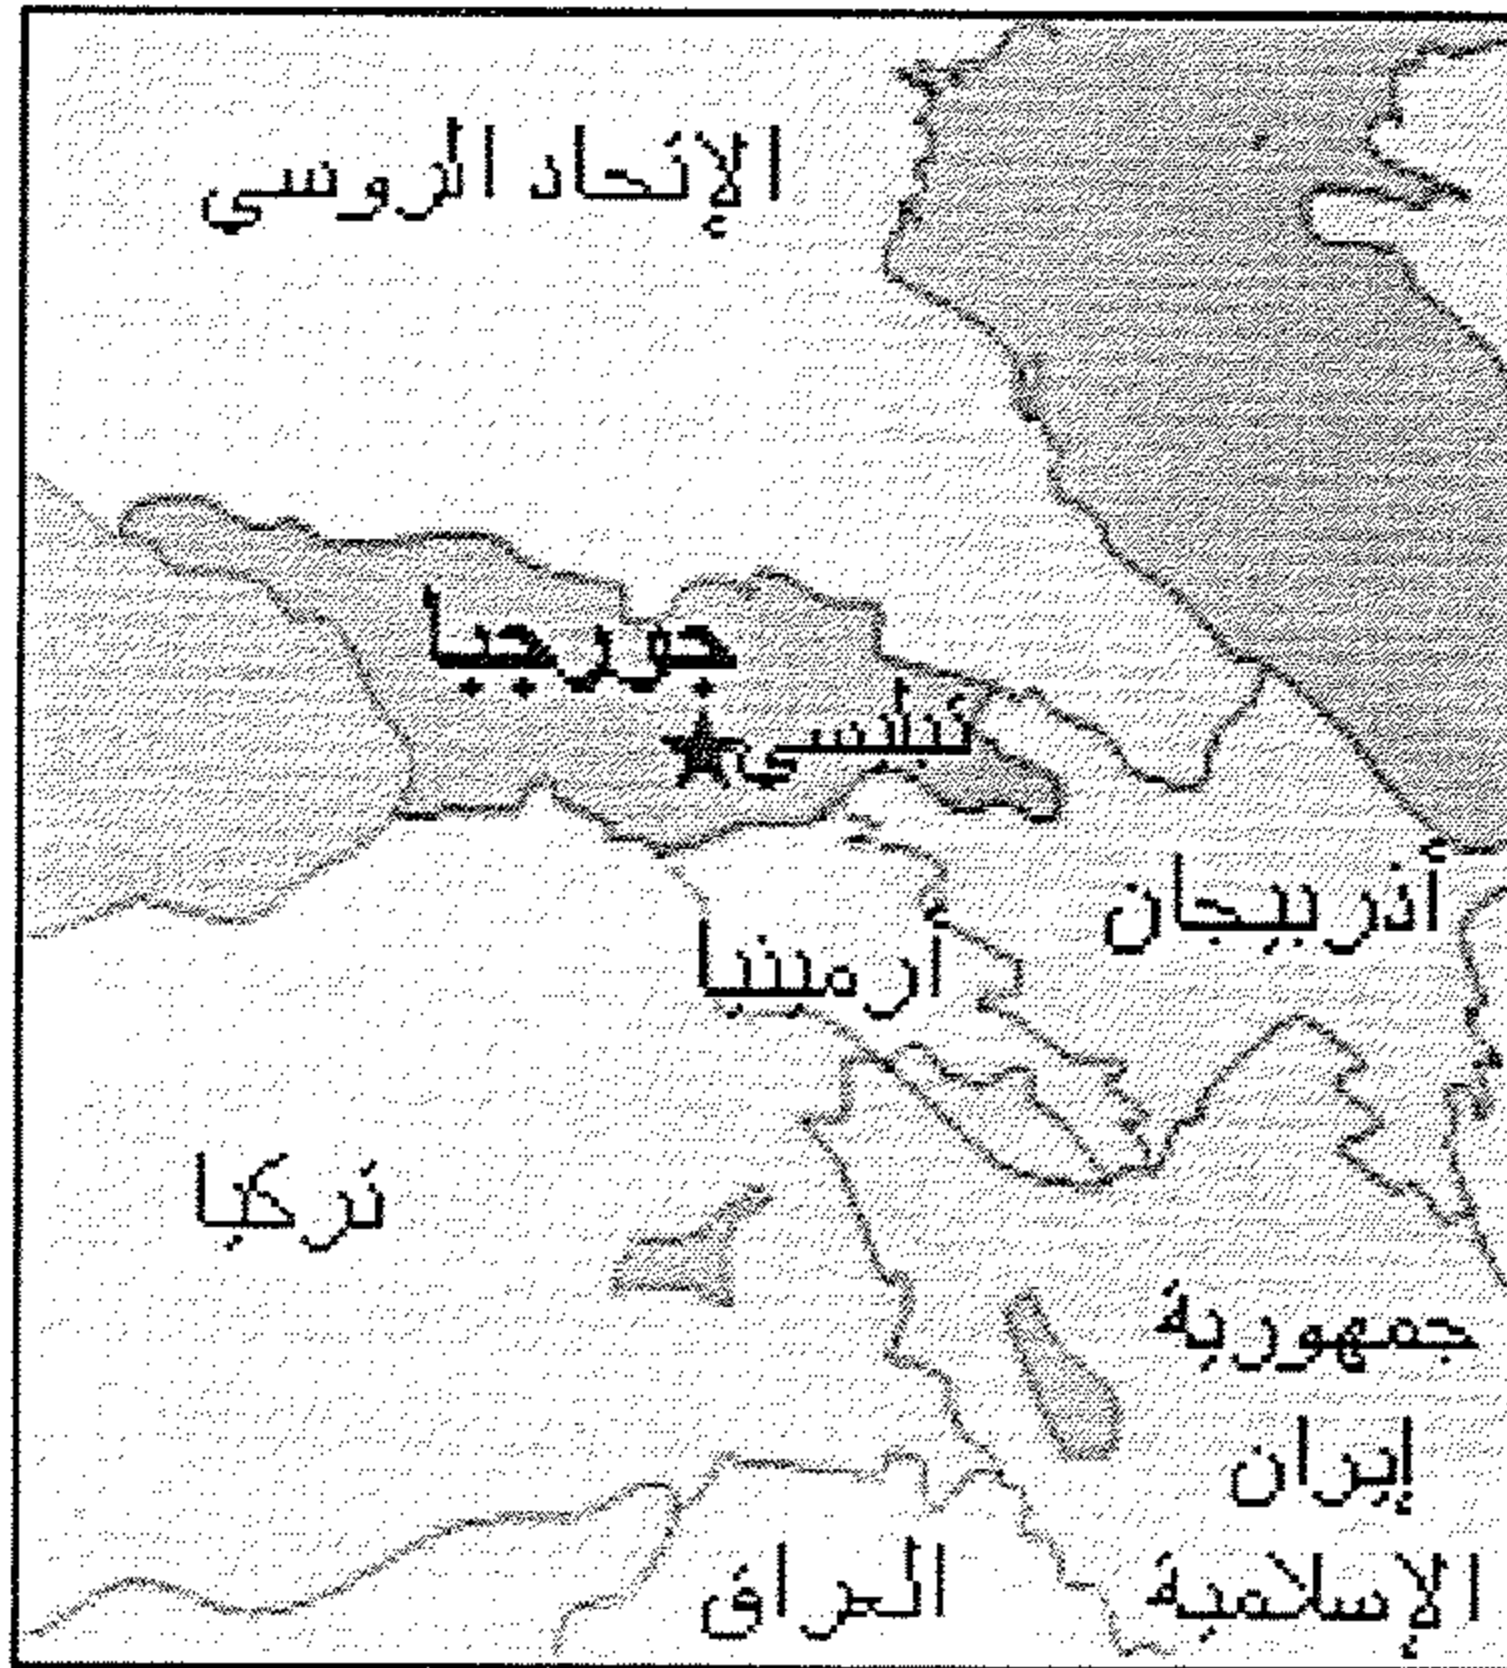 الإتحاد الروسي
جورجيا
تبليسي
أذربيجان
أرمينيا
تركيا
جمهورية
إيران
الإسلامية
العراق